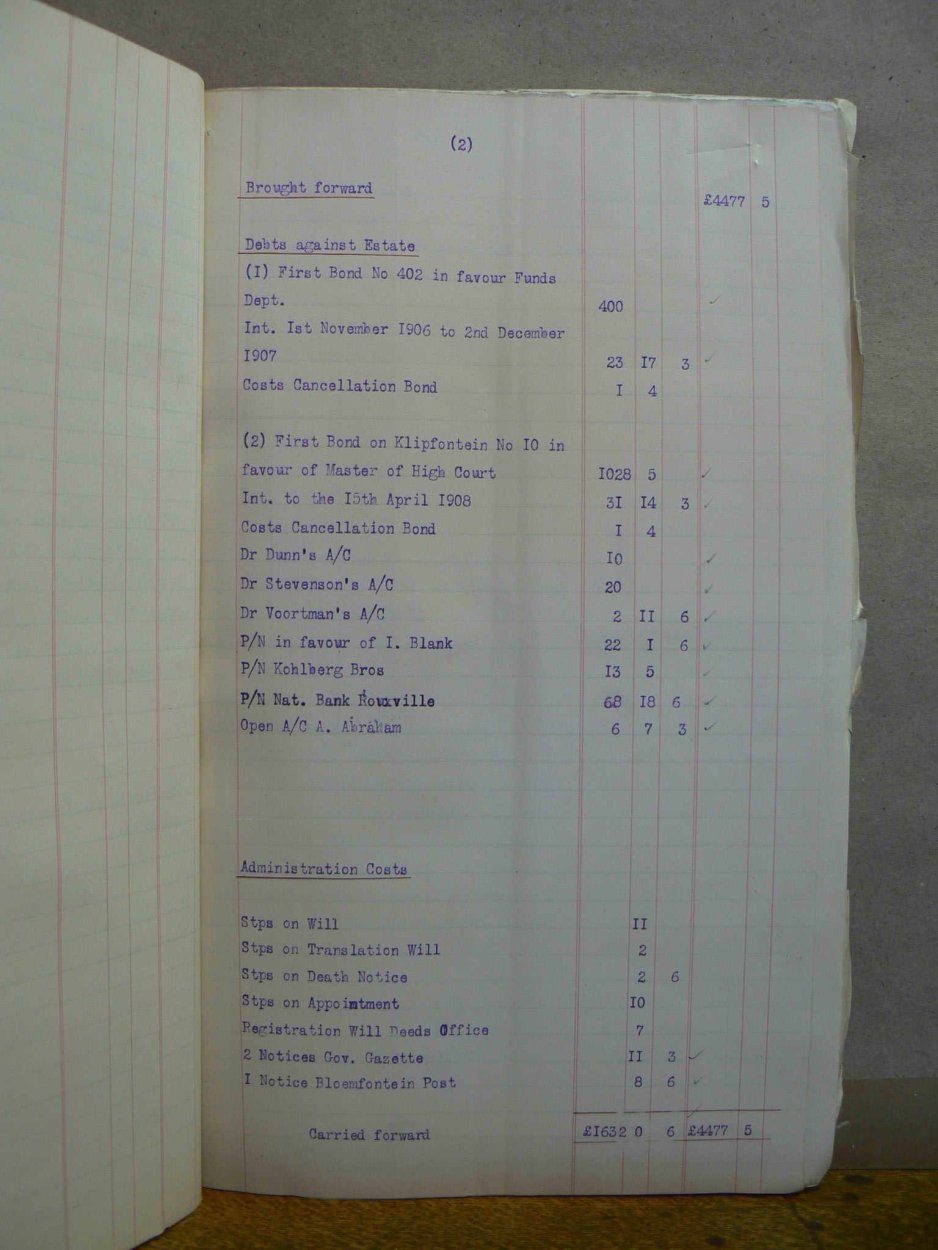 (2)
Brought forward £4477 5
Debts against Estate
(I) First Bond No 402 in favour Funds
Dept. 400
Int. Ist November I906 to 2nd December
I907 23 I7 3
Costs Cancellation Bond I 4
(2) First Bond on Klipfontein No IO in
favour of Master of High Court I028 5
Int. to the I5th April I908 3I I4 3
Costs Cancellation Bond I 4
Dr Dunn's A/C IO
Dr Stevenson's A/C 20
Dr Voortman's A/C 2 II 6
P/N in favour of I. Blank 22 I 6
P/N Kohlberg Bros I3 5
P/N Nat. Bank Rouxville 68 I8 6
Open A/C A. Abraham 6 7 3
Administration Costs
Stps on Will II
Stps on Translation Will 2
Stps on Death Notice 2 6
Stps on Appointment IO
Registration Will Deeds Office 7
2 Notices Gov. Gazette II 3
I Notice Bloemfontein Post 8 6
Carried forward £I632 0 6 £4477 5